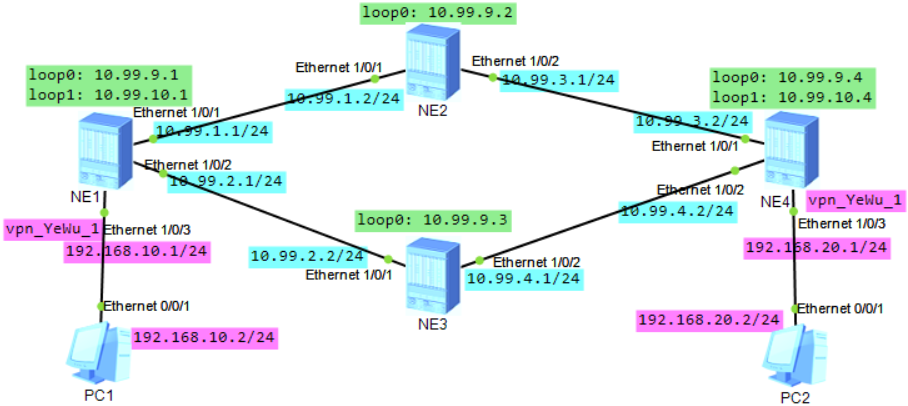 loop0: 10.99.9.2
Ethernet 1/0/1
Ethernet 1/0/2
10.99.1.2/24
10.99.3.1/24
NE2
loop0: 10.99.9.1
loop1: 10.99.10.1
Ethernet 1/0/1
10.99.1.1/24
Ethernet 1/0/2
10.99.2.1/24
NE1
loop0: 10.99.9.4
loop1: 10.99.10.4
10.99.3.2/24
Ethernet 1/0/1
Ethernet 1/0/2
10.99.4.2/24
NE4
vpn_YeWu_1
Ethernet 1/0/3
192.168.10.1/24
loop0: 10.99.9.3
10.99.2.2/24
Ethernet 1/0/1
Ethernet 1/0/2
10.99.4.1/24
NE3
vpn_YeWu_1
Ethernet 1/0/3
192.168.20.1/24
Ethernet 0/0/1
192.168.10.2/24
PC1
Ethernet 0/0/1
192.168.20.2/24
PC2